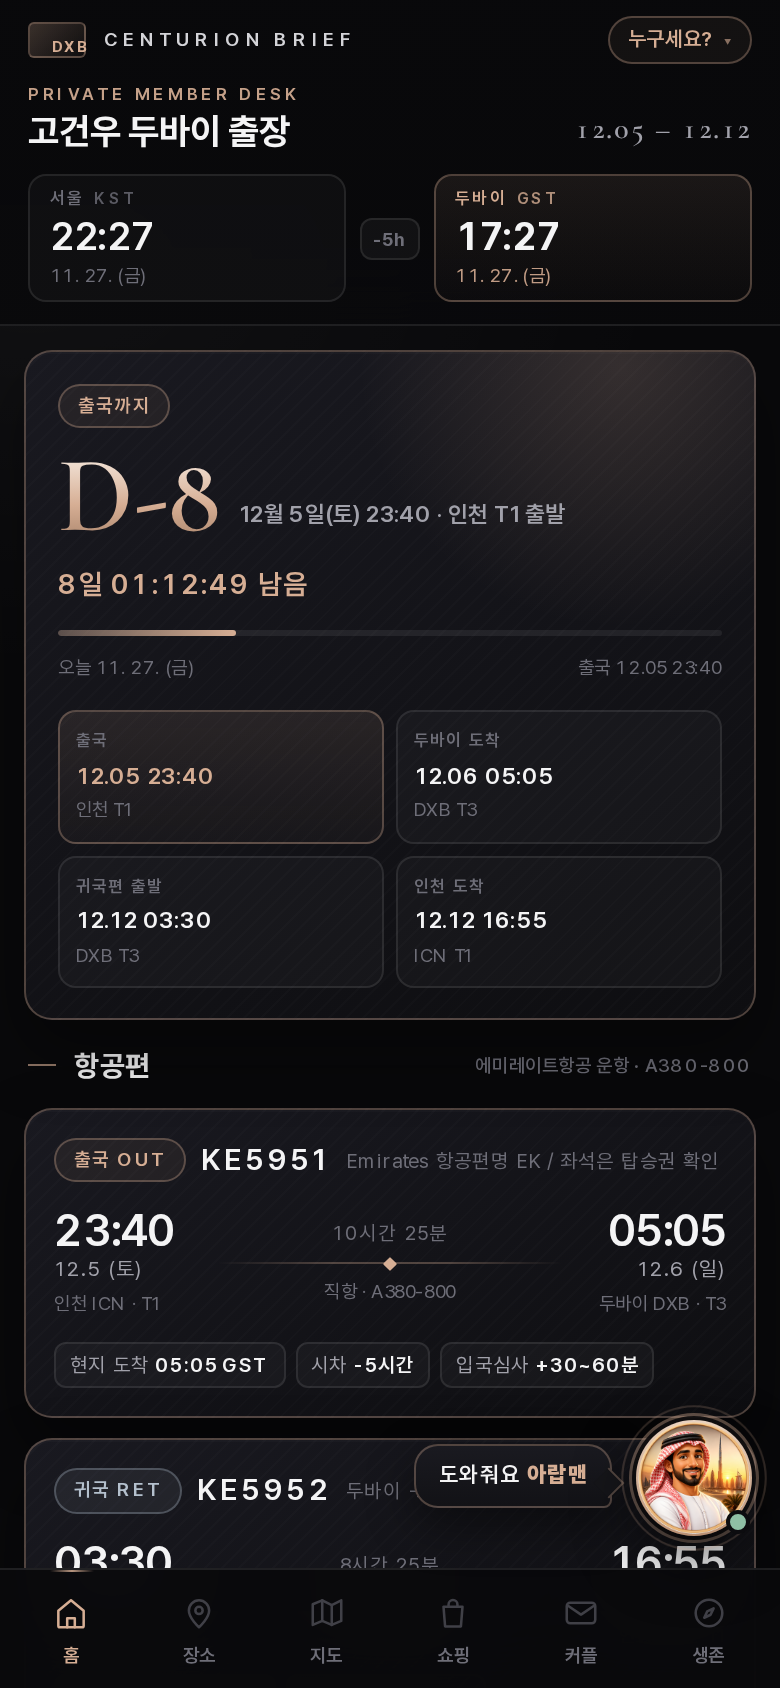 DXB CENTURION BRIEF 누구세요? ▾
PRIVATE MEMBER DESK
고건우 두바이 출장 12.05 – 12.12
서울 KST
22:27
11. 27. (금)
-5h
두바이 GST
17:27
11. 27. (금)
출국까지
D-8 12월 5일(토) 23:40 · 인천 T1 출발
8일 01:12:49 남음
오늘 11. 27. (금) 출국 12.05 23:40
출국
12.05 23:40
인천 T1
두바이 도착
12.06 05:05
DXB T3
귀국편 출발
12.12 03:30
DXB T3
인천 도착
12.12 16:55
ICN T1
항공편 에미레이트항공 운항 · A380-800
출국 OUT KE5951 Emirates 항공편명 EK / 좌석은 탑승권 확인
23:40 10시간 25분 05:05
12.5 (토) 12.6 (일)
인천 ICN · T1 직항 · A380-800 두바이 DXB · T3
현지 도착 05:05 GST 시차 -5시간 입국심사 +30~60분
귀국 RET KE5952 두바이 -
도와줘요 아랍맨
03:30 8시간 25분 16:55
홈 장소 지도 쇼핑 커플 생존